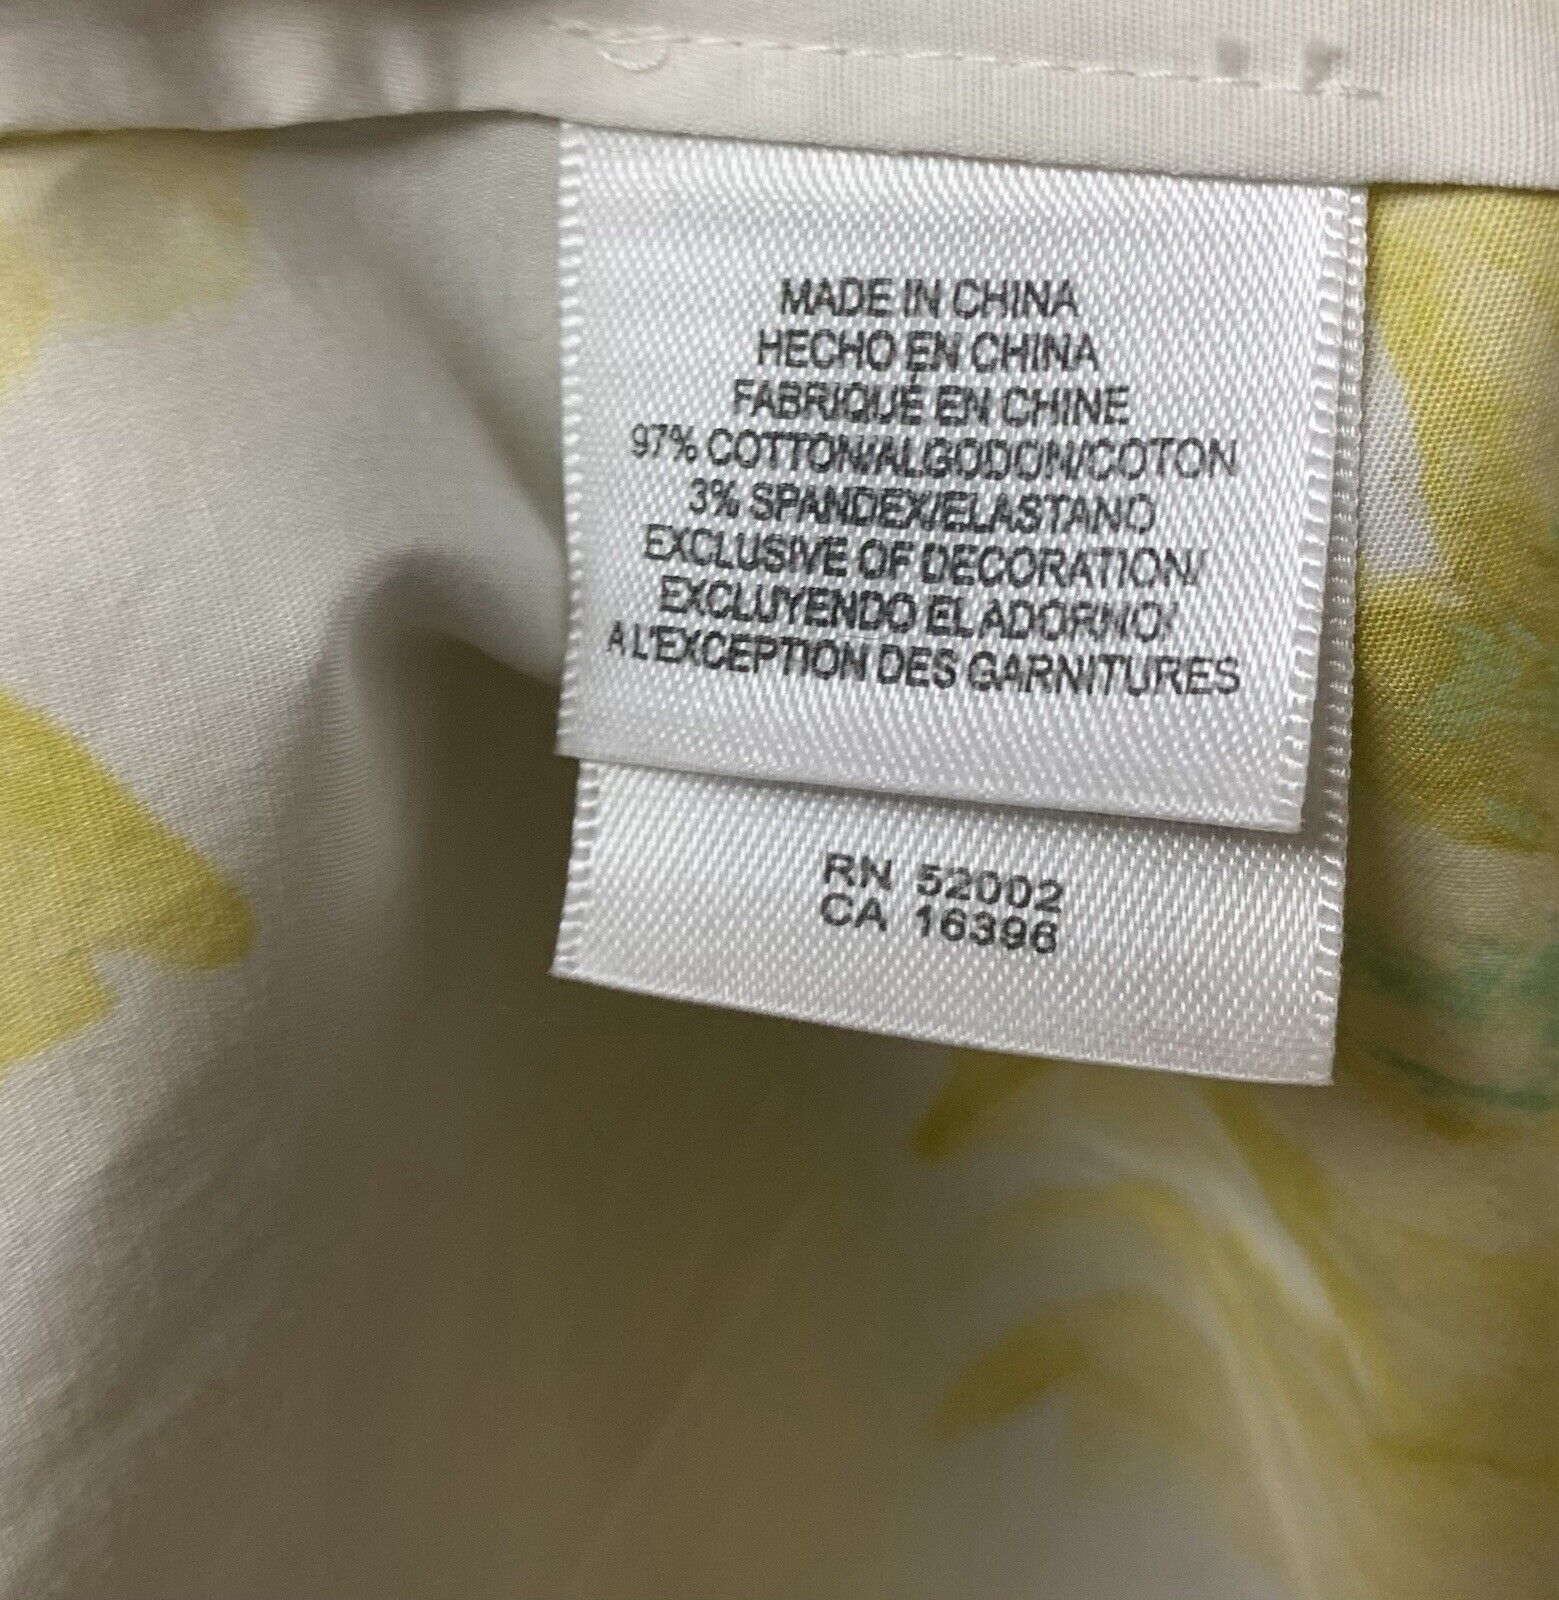 MADE IN CHINA
HECHO EN CHINA
FABRIQUÉ EN CHINE
97% COTTON/ALGODON/COTON
3% SPANDEX/ELASTANO
EXCLUSIVE OF DECORATION/
EXCLUYENDO EL ADORNO/
A L'EXCEPTION DES GARNITURES
RN 52002
CA 16396